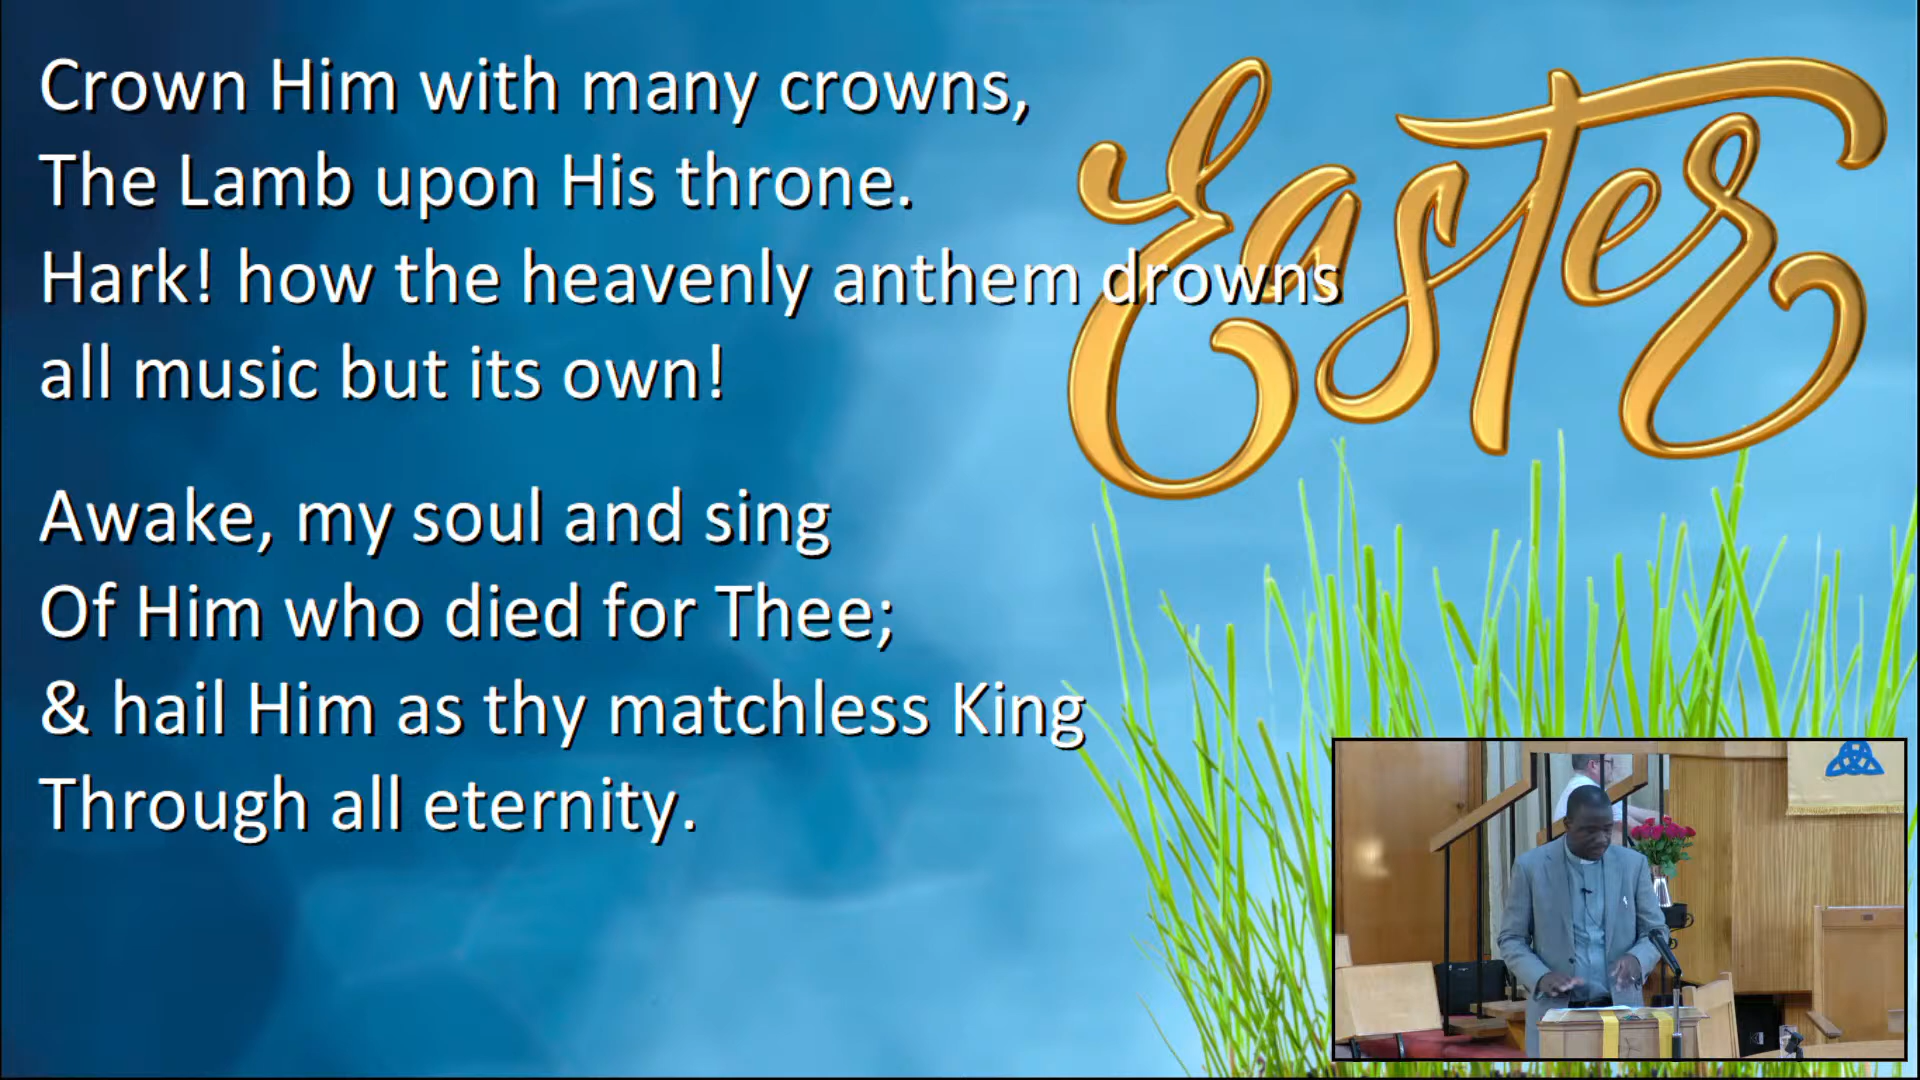 Crown Him with many crowns,
The Lamb upon His throne.
Hark! how the heavenly anthem drowns
all music but its own!
Awake, my soul and sing
Of Him who died for Thee;
& hail Him as thy matchless King
Through all eternity.
Easter